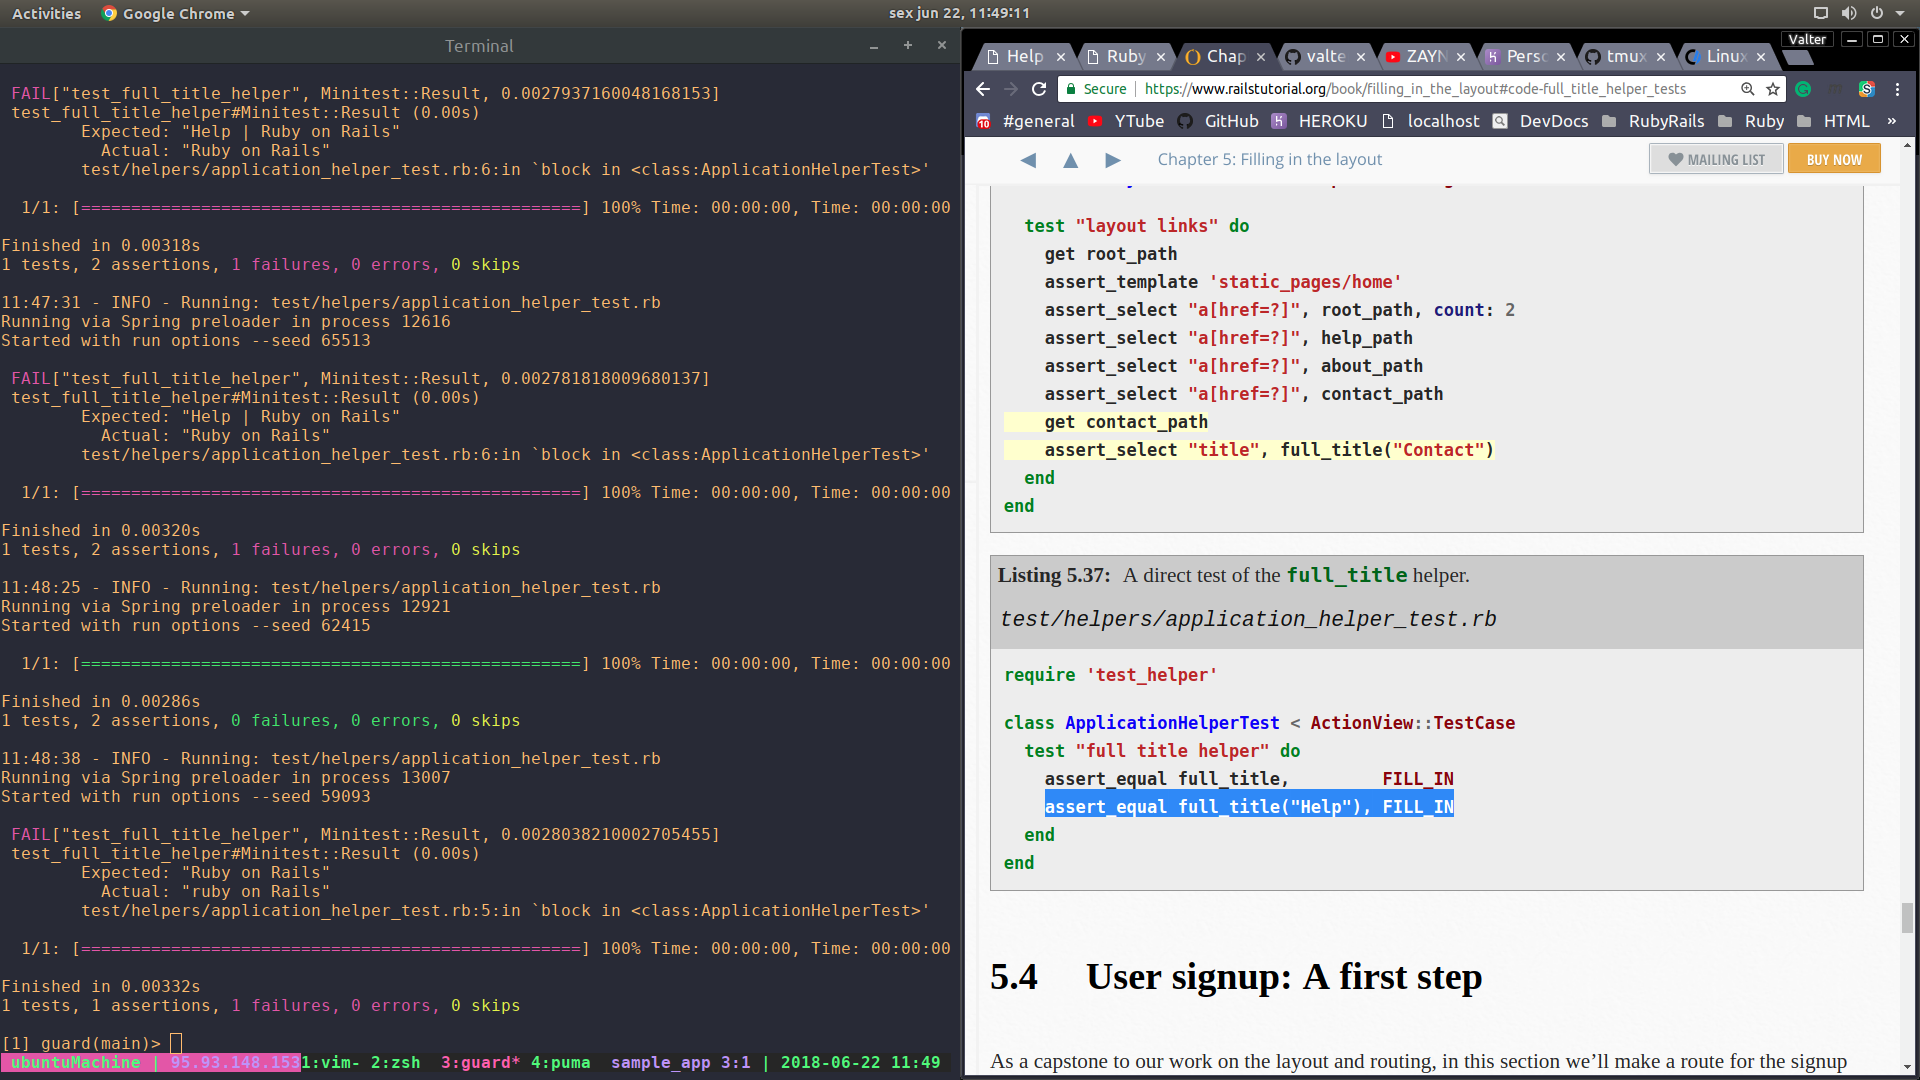 Activities Google Chrome sex jun 22, 11:49:11
Terminal
FAIL["test_full_title_helper", Minitest::Result, 0.0027937160048168153]
test_full_title_helper#Minitest::Result (0.00s)
Expected: "Help | Ruby on Rails"
Actual: "Ruby on Rails"
test/helpers/application_helper_test.rb:6:in `block in <class:ApplicationHelperTest>'
1/1: [==================================================] 100% Time: 00:00:00, Time: 00:00:00
Finished in 0.00318s
1 tests, 2 assertions, 1 failures, 0 errors, 0 skips
11:47:31 - INFO - Running: test/helpers/application_helper_test.rb
Running via Spring preloader in process 12616
Started with run options --seed 65513
FAIL["test_full_title_helper", Minitest::Result, 0.002781818009680137]
test_full_title_helper#Minitest::Result (0.00s)
Expected: "Help | Ruby on Rails"
Actual: "Ruby on Rails"
test/helpers/application_helper_test.rb:6:in `block in <class:ApplicationHelperTest>'
1/1: [==================================================] 100% Time: 00:00:00, Time: 00:00:00
Finished in 0.00320s
1 tests, 2 assertions, 1 failures, 0 errors, 0 skips
11:48:25 - INFO - Running: test/helpers/application_helper_test.rb
Running via Spring preloader in process 12921
Started with run options --seed 62415
1/1: [==================================================] 100% Time: 00:00:00, Time: 00:00:00
Finished in 0.00286s
1 tests, 2 assertions, 0 failures, 0 errors, 0 skips
11:48:38 - INFO - Running: test/helpers/application_helper_test.rb
Running via Spring preloader in process 13007
Started with run options --seed 59093
FAIL["test_full_title_helper", Minitest::Result, 0.0028038210002705455]
test_full_title_helper#Minitest::Result (0.00s)
Expected: "Ruby on Rails"
Actual: "ruby on Rails"
test/helpers/application_helper_test.rb:5:in `block in <class:ApplicationHelperTest>'
1/1: [==================================================] 100% Time: 00:00:00, Time: 00:00:00
Finished in 0.00332s
1 tests, 1 assertions, 1 failures, 0 errors, 0 skips
[1] guard(main)>
ubuntuMachine | 95.93.148.153 1:vim- 2:zsh 3:guard* 4:puma sample_app 3:1 | 2018-06-22 11:49
Valter
Help Ruby Chap valte ZAYN Perso tmux Linux
Secure https://www.railstutorial.org/book/filling_in_the_layout#code-full_title_helper_tests
#general YTube GitHub HEROKU localhost DevDocs RubyRails Ruby HTML »
Chapter 5: Filling in the layout MAILING LIST BUY NOW
test "layout links" do
get root_path
assert_template 'static_pages/home'
assert_select "a[href=?]", root_path, count: 2
assert_select "a[href=?]", help_path
assert_select "a[href=?]", about_path
assert_select "a[href=?]", contact_path
get contact_path
assert_select "title", full_title("Contact")
end
end
Listing 5.37: A direct test of the full_title helper.
test/helpers/application_helper_test.rb
require 'test_helper'
class ApplicationHelperTest < ActionView::TestCase
test "full title helper" do
assert_equal full_title, FILL_IN
assert_equal full_title("Help"), FILL_IN
end
end
5.4 User signup: A first step
As a capstone to our work on the layout and routing, in this section we’ll make a route for the signup